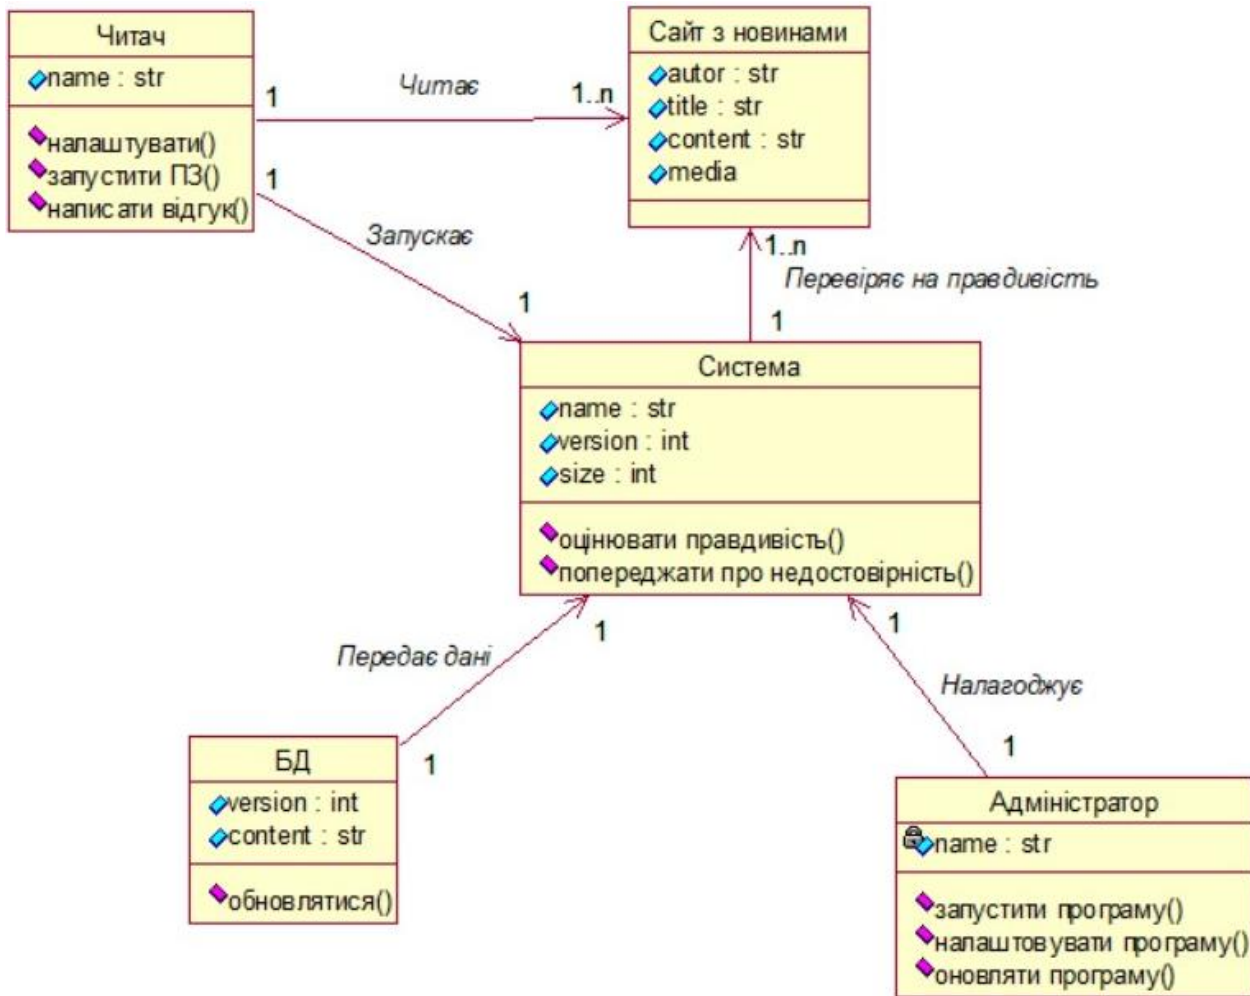 Читач
name : str
налаштувати()
запустити ПЗ()
написати відгук()
1
Читає
1..n
Сайт з новинами
autor : str
title : str
content : str
media
1
Запускає
1
1..n
Перевіряє на правдивість
1
Система
name : str
version : int
size : int
оцінювати правдивість()
попереджати про недостовірність()
1
Передає дані
1
БД
version : int
content : str
обновлятися()
1
Налагоджує
1
Адміністратор
name : str
запустити програму()
налаштовувати програму()
оновляти програму()